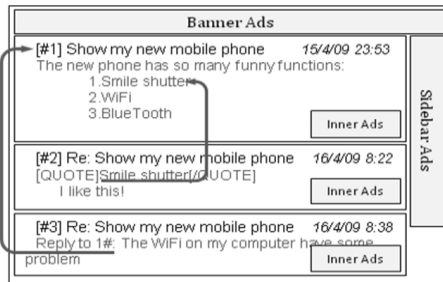 Banner Ads
[#1] Show my new mobile phone 15/4/09 23:53
The new phone has so many funny functions:
1.Smile shutter
2.WiFi
3.BlueTooth
Inner Ads
[#2] Re: Show my new mobile phone 16/4/09 8:22
[QUOTE]Smile shutter[/QUOTE]
I like this!
Inner Ads
[#3] Re: Show my new mobile phone 16/4/09 8:38
Reply to 1#: The WiFi on my computer have some
problem
Inner Ads
Sidebar Ads